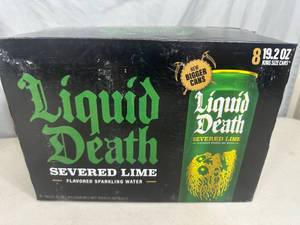 8 19.2 OZ
KING SIZE CANS
NEW
BIGGER
CANS
Liquid
Death
SEVERED LIME
FLAVORED SPARKLING WATER
Liquid
Death
SEVERED LIME